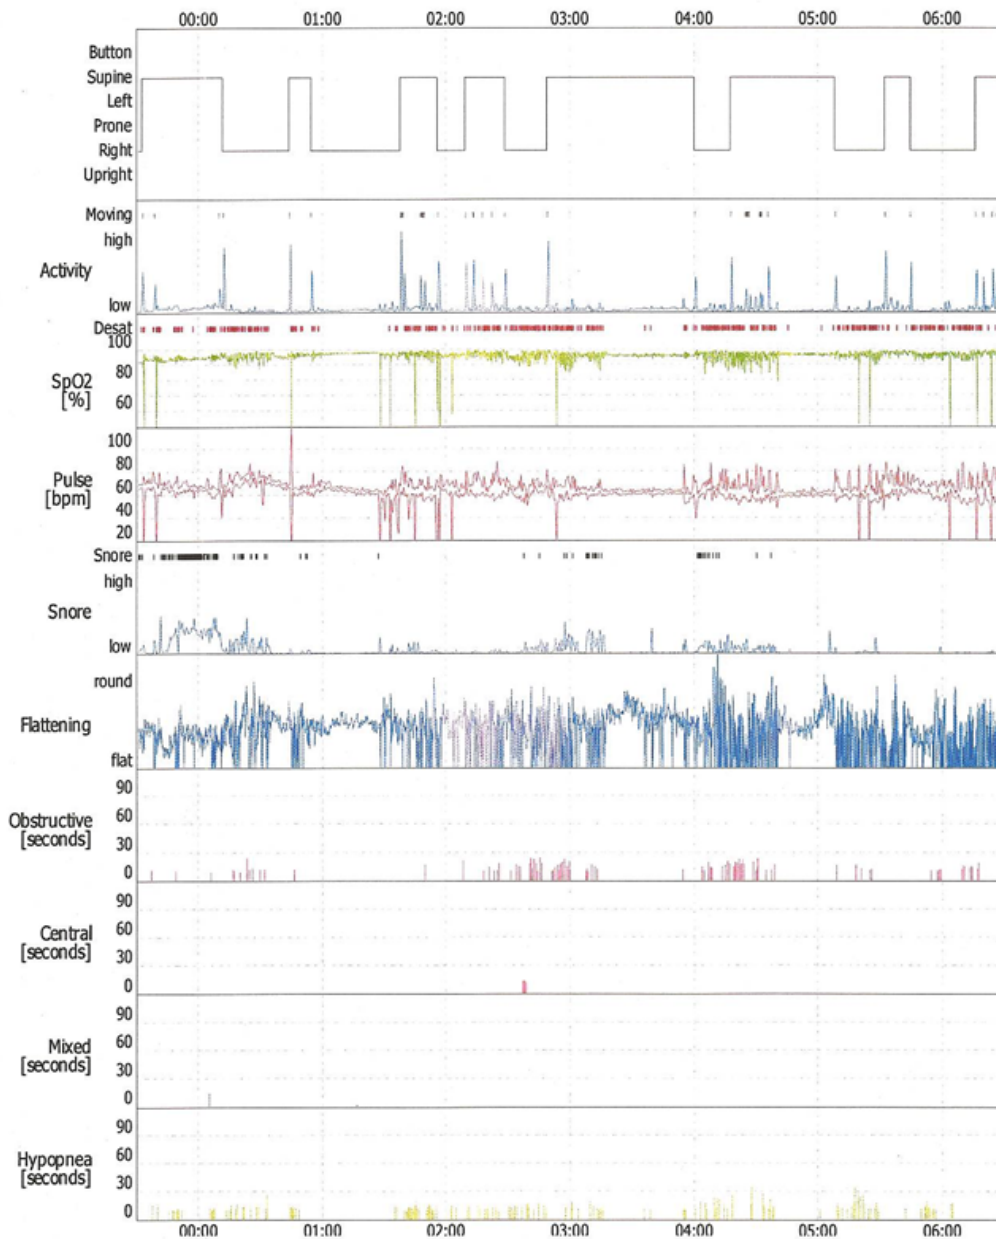 00:00 01:00 02:00 03:00 04:00 05:00 06:00
Button
Supine
Left
Prone
Right
Upright
Moving
high
Activity
low
Desat
100
80
SpO2
[%]
60
100
80
Pulse
60
[bpm]
40
20
Snore
high
Snore
low
round
Flattening
flat
90
60
Obstructive
[seconds]
30
0
90
60
Central
[seconds]
30
0
90
60
Mixed
[seconds]
30
0
90
60
Hypopnea
[seconds]
30
0
00:00 01:00 02:00 03:00 04:00 05:00 06:00